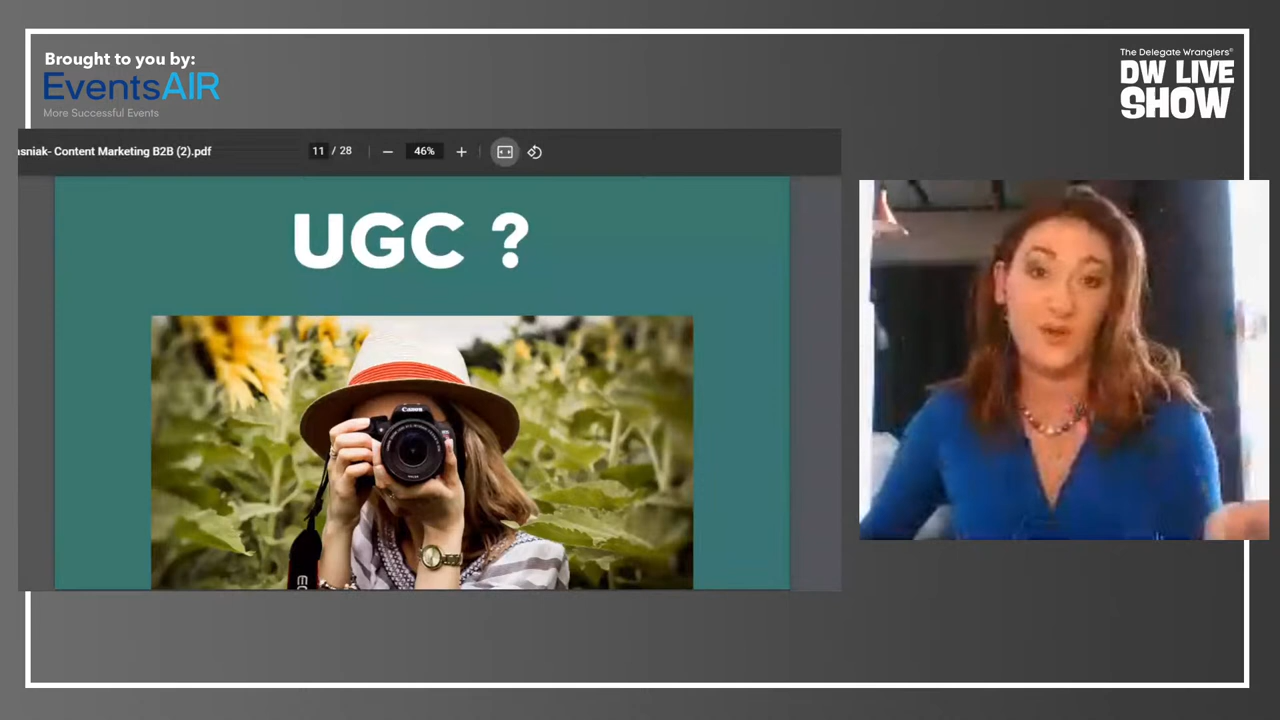 Brought to you by:
EventsAIR
More Successful Events
The Delegate Wranglers®
DW LIVE
SHOW
sniak- Content Marketing B2B (2).pdf
11 / 28
46%
UGC ?
Canon